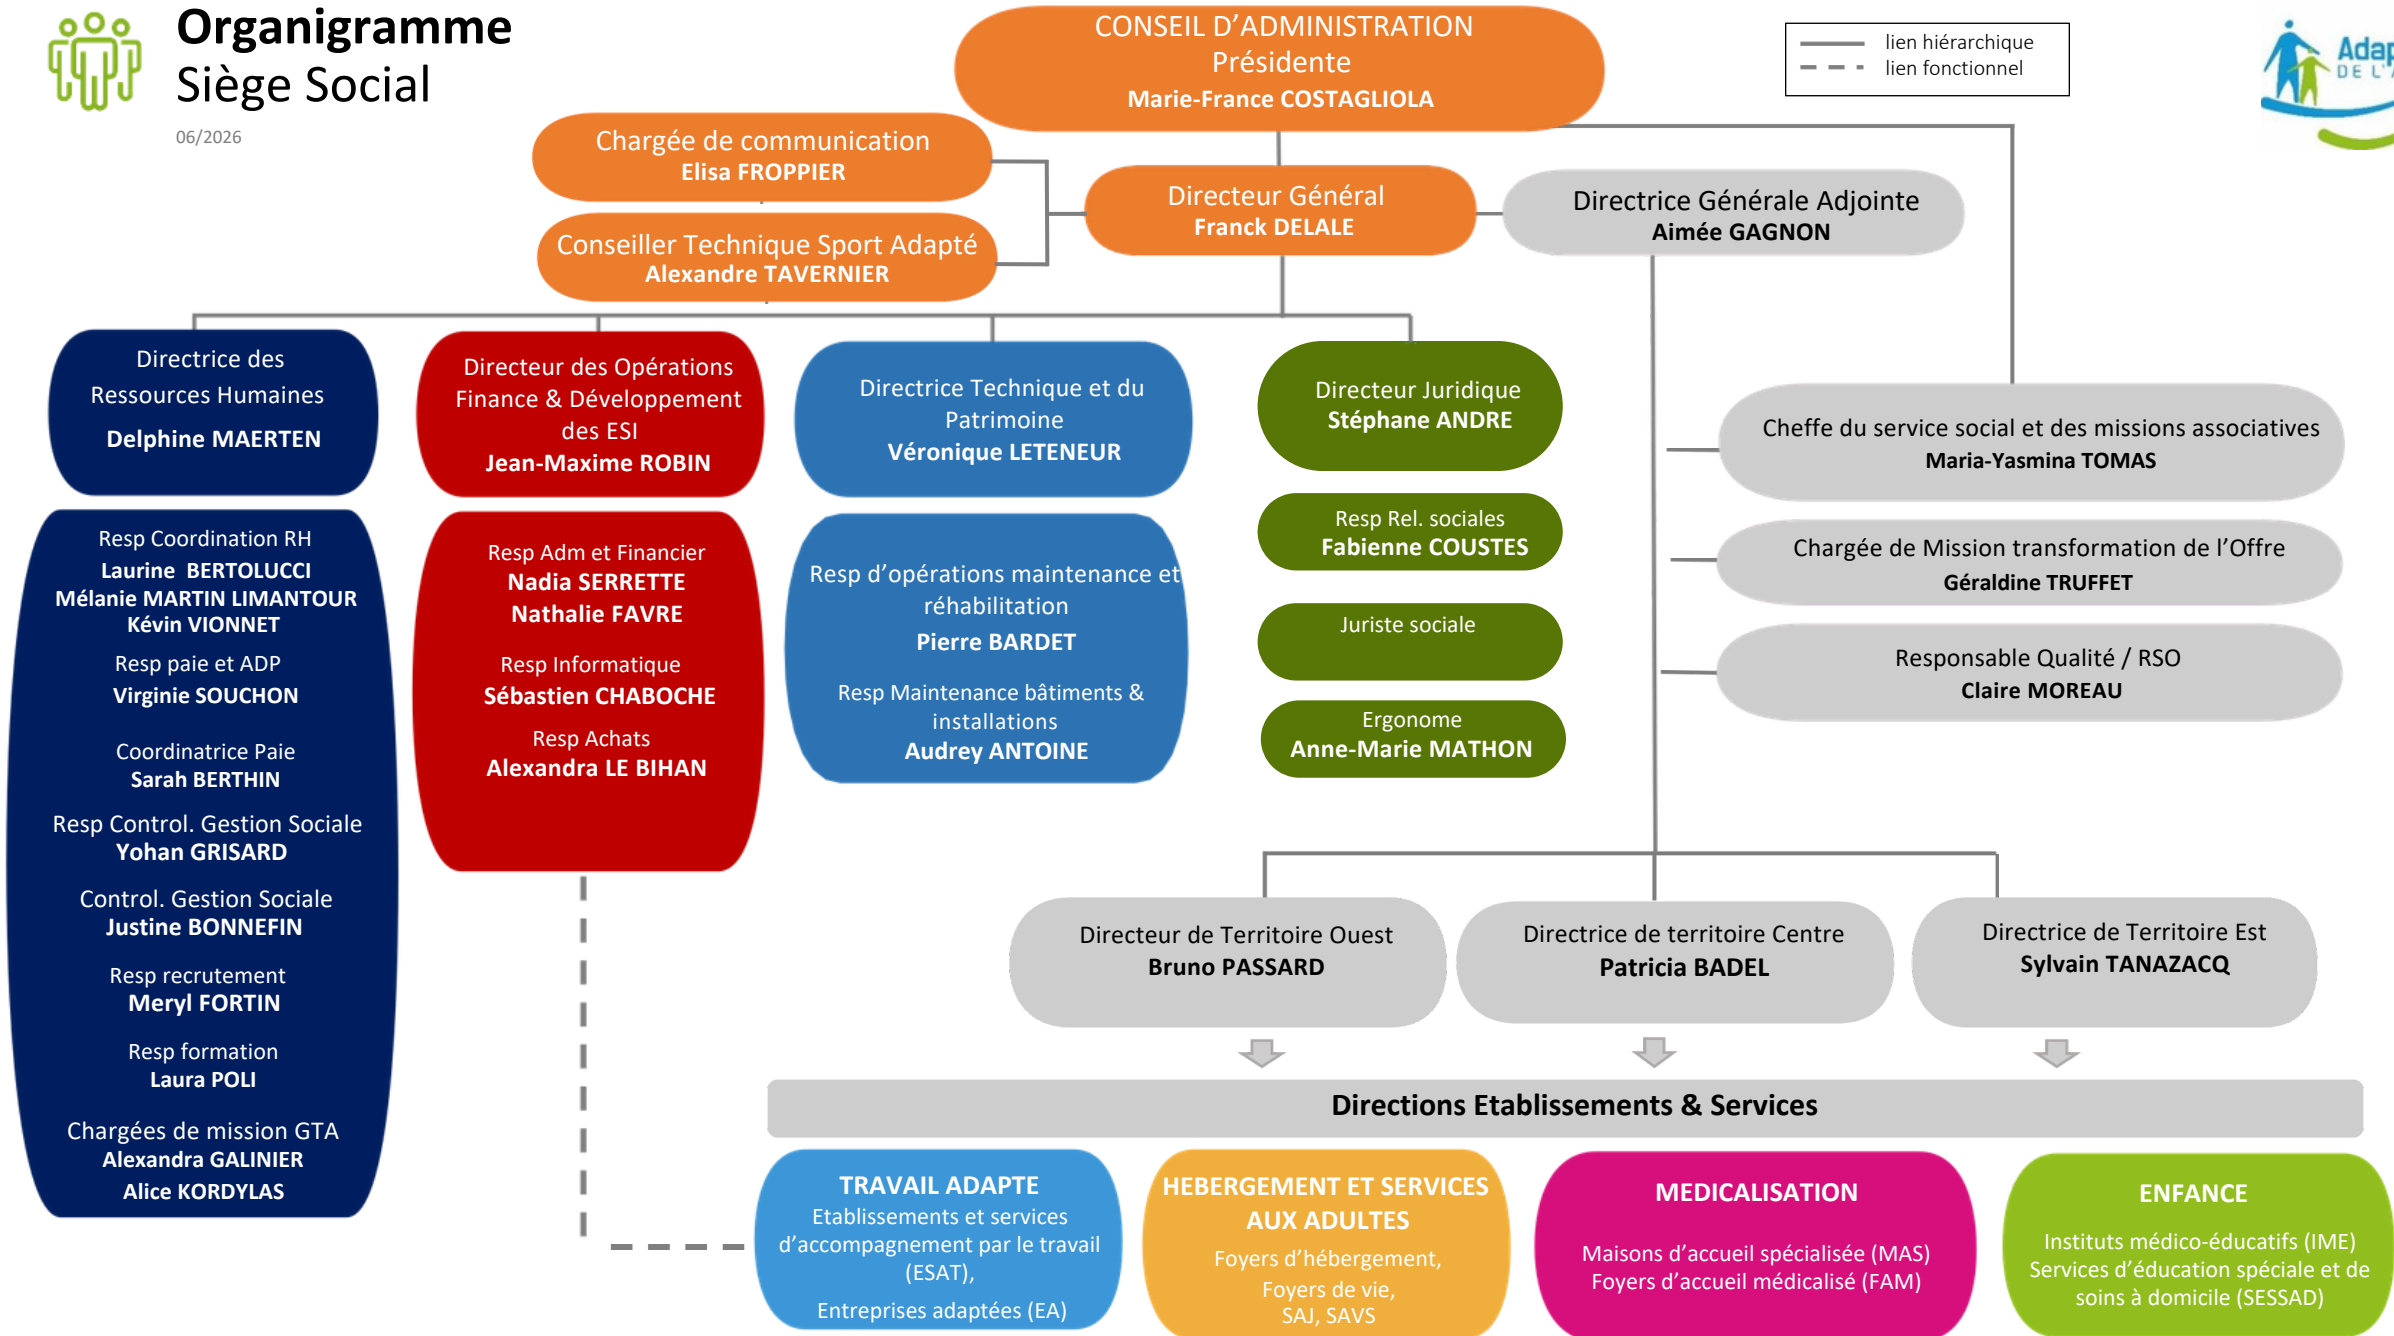 Organigramme
Siège Social
06/2026
CONSEIL D’ADMINISTRATION
Présidente
Marie-France COSTAGLIOLA
lien hiérarchique
lien fonctionnel
Chargée de communication
Elisa FROPPIER
Conseiller Technique Sport Adapté
Alexandre TAVERNIER
Directeur Général
Franck DELALE
Directrice Générale Adjointe
Aimée GAGNON
Directrice des
Ressources Humaines
Delphine MAERTEN
Directeur des Opérations
Finance & Développement
des ESI
Jean-Maxime ROBIN
Directrice Technique et du
Patrimoine
Véronique LETENEUR
Directeur Juridique
Stéphane ANDRE
Cheffe du service social et des missions associatives
Maria-Yasmina TOMAS
Chargée de Mission transformation de l’Offre
Géraldine TRUFFET
Responsable Qualité / RSO
Claire MOREAU
Resp Coordination RH
Laurine BERTOLUCCI
Mélanie MARTIN LIMANTOUR
Kévin VIONNET
Resp paie et ADP
Virginie SOUCHON
Coordinatrice Paie
Sarah BERTHIN
Resp Control. Gestion Sociale
Yohan GRISARD
Control. Gestion Sociale
Justine BONNEFIN
Resp recrutement
Meryl FORTIN
Resp formation
Laura POLI
Chargées de mission GTA
Alexandra GALINIER
Alice KORDYLAS
Resp Adm et Financier
Nadia SERRETTE
Nathalie FAVRE
Resp Informatique
Sébastien CHABOCHE
Resp Achats
Alexandra LE BIHAN
Resp d’opérations maintenance et
réhabilitation
Pierre BARDET
Resp Maintenance bâtiments &
installations
Audrey ANTOINE
Resp Rel. sociales
Fabienne COUSTES
Juriste sociale
Ergonome
Anne-Marie MATHON
Directeur de Territoire Ouest
Bruno PASSARD
Directrice de territoire Centre
Patricia BADEL
Directrice de Territoire Est
Sylvain TANAZACQ
Directions Etablissements & Services
TRAVAIL ADAPTE
Etablissements et services
d’accompagnement par le travail
(ESAT),
Entreprises adaptées (EA)
HEBERGEMENT ET SERVICES
AUX ADULTES
Foyers d’hébergement,
Foyers de vie,
SAJ, SAVS
MEDICALISATION
Maisons d’accueil spécialisée (MAS)
Foyers d’accueil médicalisé (FAM)
ENFANCE
Instituts médico-éducatifs (IME)
Services d’éducation spéciale et de
soins à domicile (SESSAD)